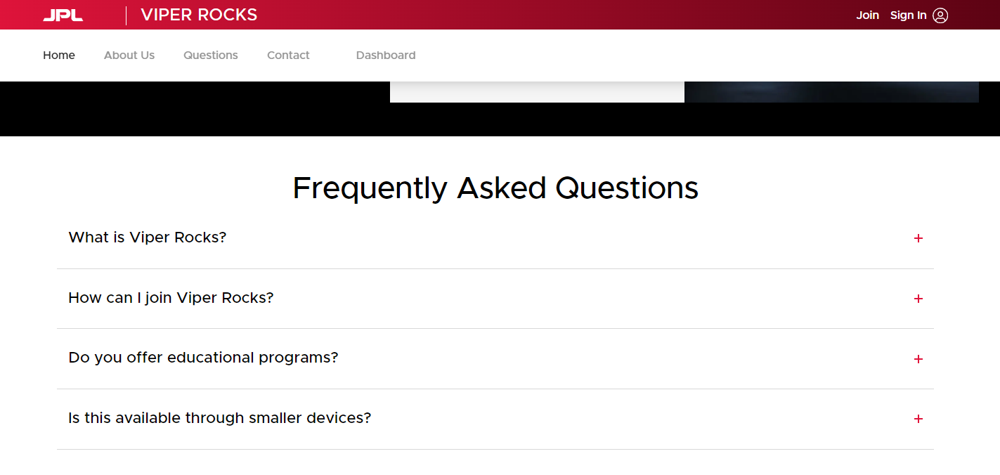 JPL VIPER ROCKS Join Sign In
Home About Us Questions Contact Dashboard
Frequently Asked Questions
What is Viper Rocks? +
How can I join Viper Rocks? +
Do you offer educational programs? +
Is this available through smaller devices? +